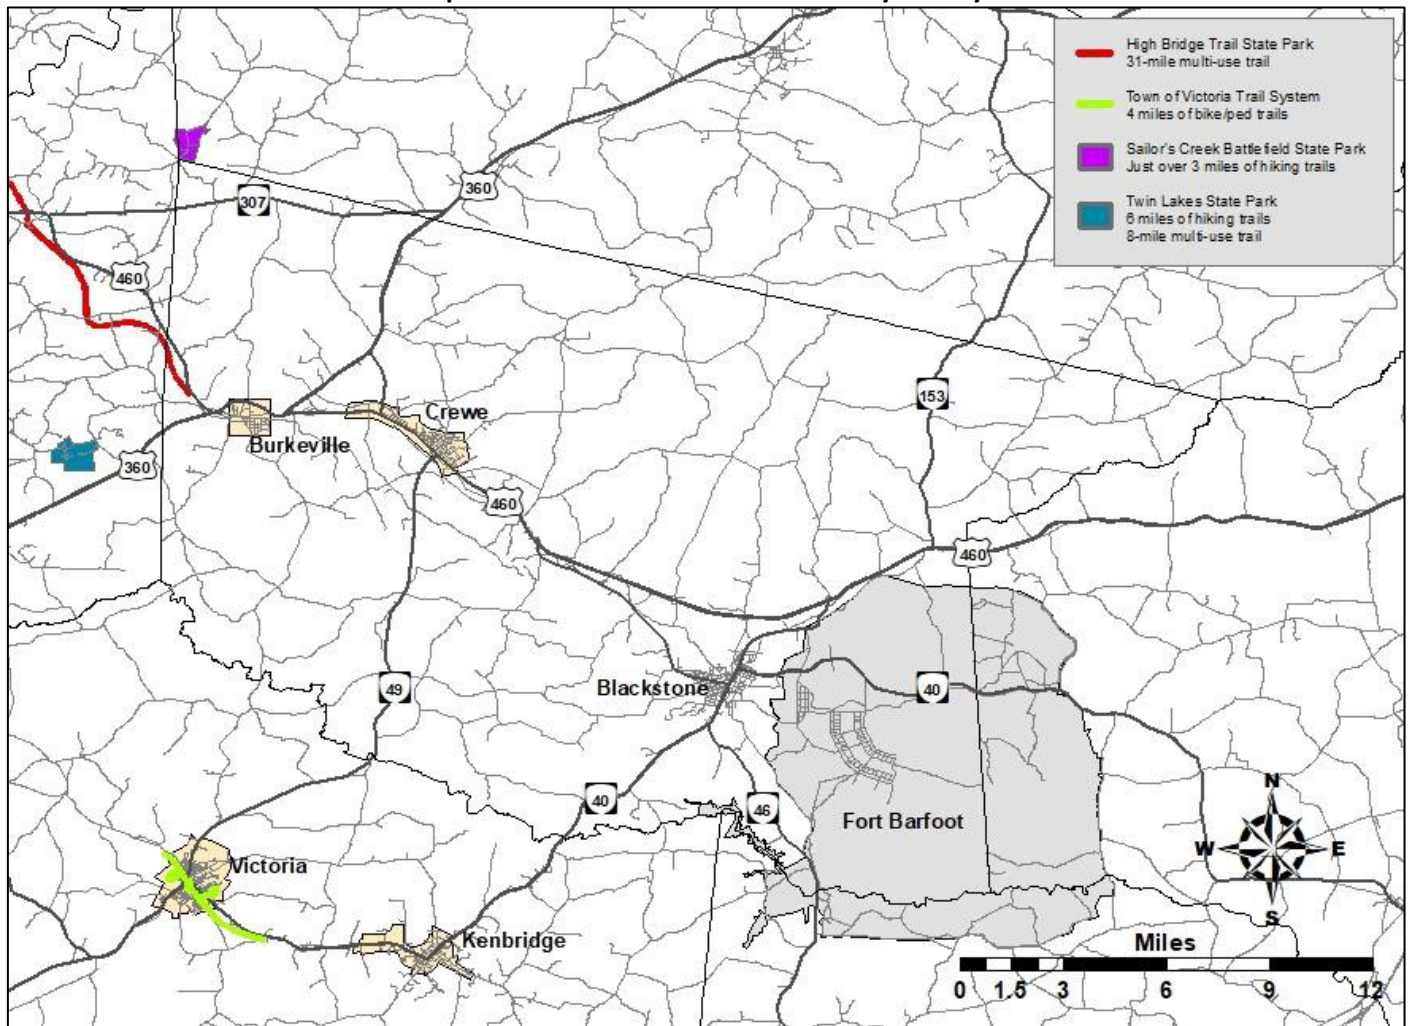 High Bridge Trail State Park
31-mile multi-use trail
Town of Victoria Trail System
4 miles of bike/ped trails
Sailor's Creek Battlefield State Park
Just over 3 miles of hiking trails
Twin Lakes State Park
6 miles of hiking trails
8-mile multi-use trail
360
307
460
153
Crewe
Burkeville
360
460
460
Blackstone
49
40
40
46
Fort Barfoot
Victoria
Kenbridge
N
W
E
S
Miles
0 1.5 3 6 9 12